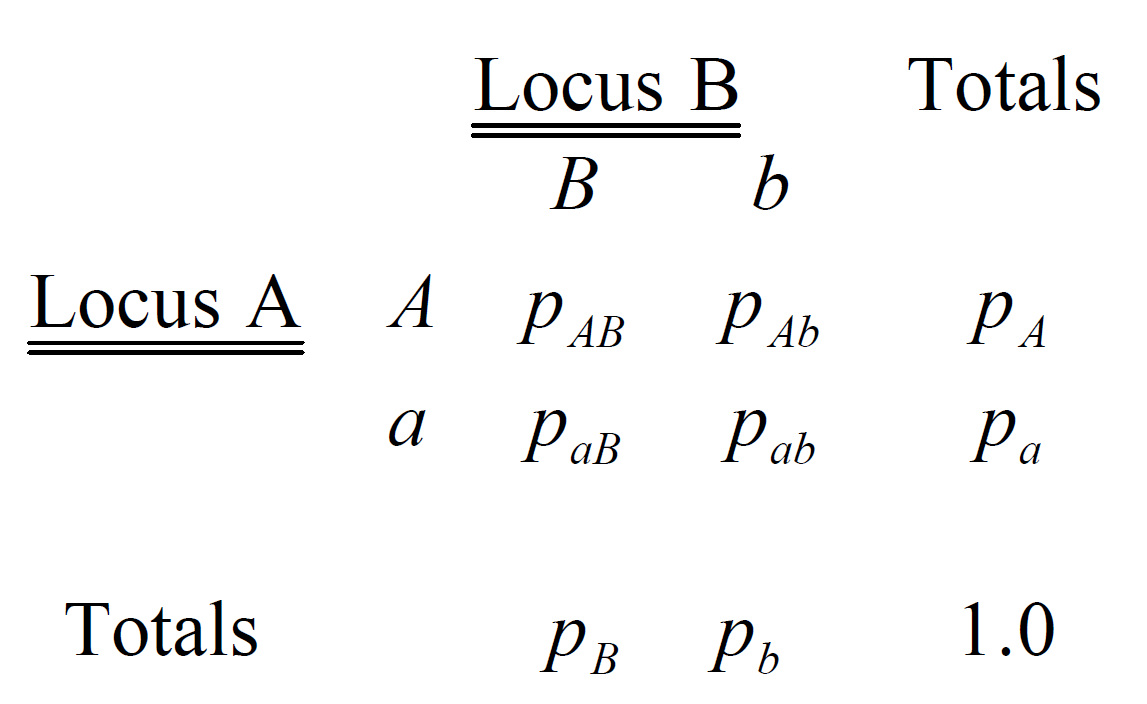 Locus B Totals
B b
Locus A A p_AB p_Ab p_A
a p_aB p_ab p_a
Totals p_B p_b 1.0